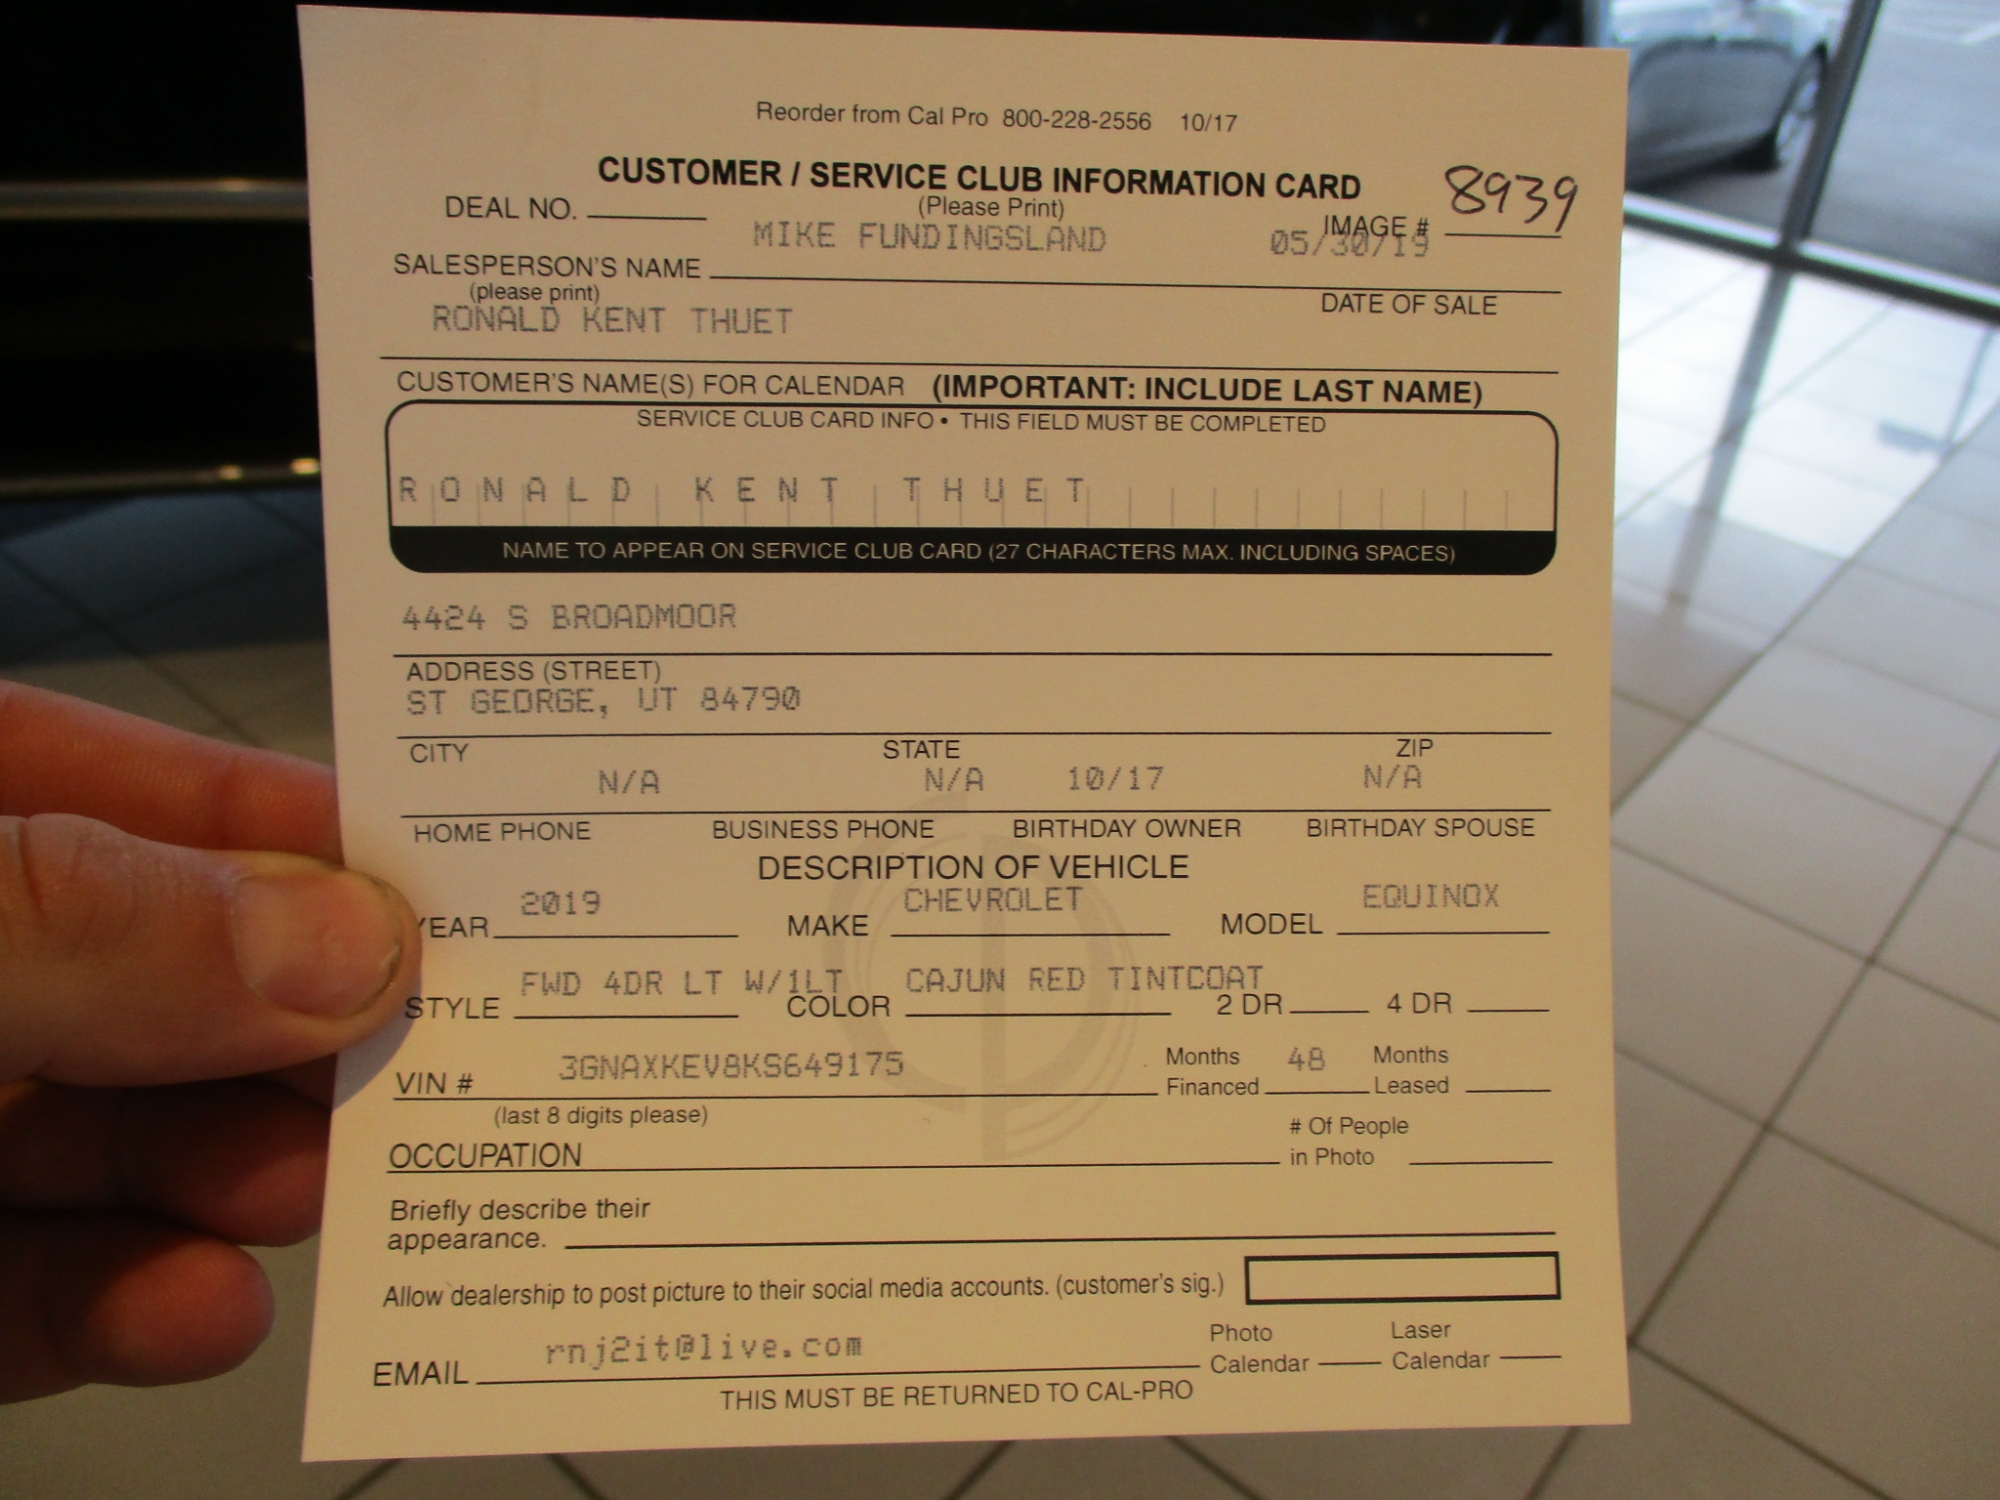 Reorder from Cal Pro 800-228-2556 10/17
CUSTOMER / SERVICE CLUB INFORMATION CARD
8939
DEAL NO. (Please Print) IMAGE #
MIKE FUNDINGSLAND 05/30/19
SALESPERSON'S NAME
(please print) DATE OF SALE
RONALD KENT THUET
CUSTOMER'S NAME(S) FOR CALENDAR (IMPORTANT: INCLUDE LAST NAME)
SERVICE CLUB CARD INFO • THIS FIELD MUST BE COMPLETED
RONALD KENT THUET
NAME TO APPEAR ON SERVICE CLUB CARD (27 CHARACTERS MAX. INCLUDING SPACES)
4424 S BROADMOOR
ADDRESS (STREET)
ST GEORGE, UT 84790
CITY STATE ZIP
N/A N/A 10/17 N/A
HOME PHONE BUSINESS PHONE BIRTHDAY OWNER BIRTHDAY SPOUSE
DESCRIPTION OF VEHICLE
2019 CHEVROLET EQUINOX
YEAR MAKE MODEL
FWD 4DR LT W/1LT CAJUN RED TINTCOAT
STYLE COLOR 2 DR 4 DR
3GNAXKEV8KS649175 Months 48 Months
VIN # Financed Leased
(last 8 digits please) # Of People
OCCUPATION in Photo
Briefly describe their
appearance.
Allow dealership to post picture to their social media accounts. (customer's sig.)
rnj2it@live.com Photo Laser
EMAIL Calendar Calendar
THIS MUST BE RETURNED TO CAL-PRO